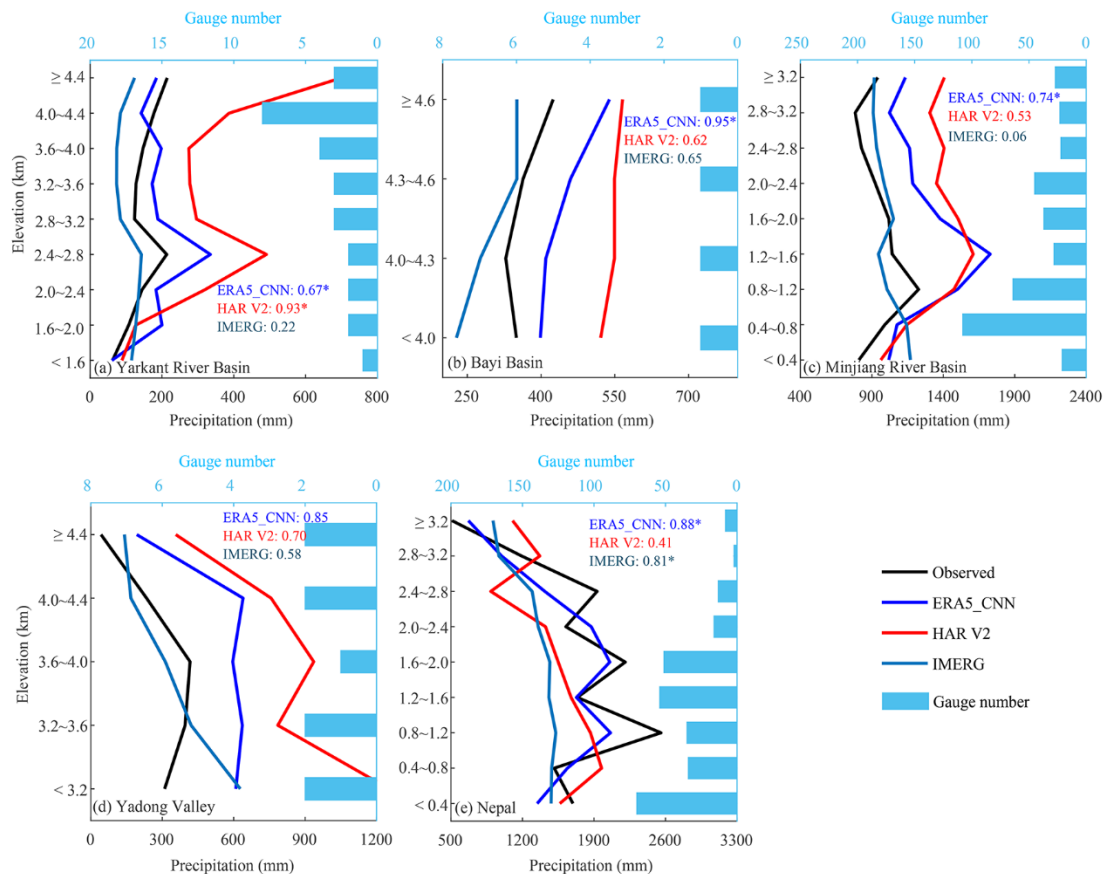 Gauge number
20 15 10 5 0
Elevation (km)
≥ 4.4
4.0~4.4
3.6~4.0
3.2~3.6
2.8~3.2
2.4~2.8
2.0~2.4
1.6~2.0
< 1.6
ERA5_CNN: 0.67*
HAR V2: 0.93*
IMERG: 0.22
(a) Yarkant River Basin
0 200 400 600 800
Precipitation (mm)
Gauge number
8 6 4 2 0
≥ 4.6
4.3~4.6
4.0~4.3
< 4.0
ERA5_CNN: 0.95*
HAR V2: 0.62
IMERG: 0.65
(b) Bayi Basin
250 400 550 700
Precipitation (mm)
Gauge number
250 200 150 100 50 0
≥ 3.2
2.8~3.2
2.4~2.8
2.0~2.4
1.6~2.0
1.2~1.6
0.8~1.2
0.4~0.8
< 0.4
ERA5_CNN: 0.74*
HAR V2: 0.53
IMERG: 0.06
(c) Minjiang River Basin
400 900 1400 1900 2400
Precipitation (mm)
Gauge number
8 6 4 2 0
Elevation (km)
≥ 4.4
4.0~4.4
3.6~4.0
3.2~3.6
< 3.2
ERA5_CNN: 0.85
HAR V2: 0.70
IMERG: 0.58
(d) Yadong Valley
0 300 600 900 1200
Precipitation (mm)
Gauge number
200 150 100 50 0
≥ 3.2
2.8~3.2
2.4~2.8
2.0~2.4
1.6~2.0
1.2~1.6
0.8~1.2
0.4~0.8
< 0.4
ERA5_CNN: 0.88*
HAR V2: 0.41
IMERG: 0.81*
(e) Nepal
500 1200 1900 2600 3300
Precipitation (mm)
Observed
ERA5_CNN
HAR V2
IMERG
Gauge number